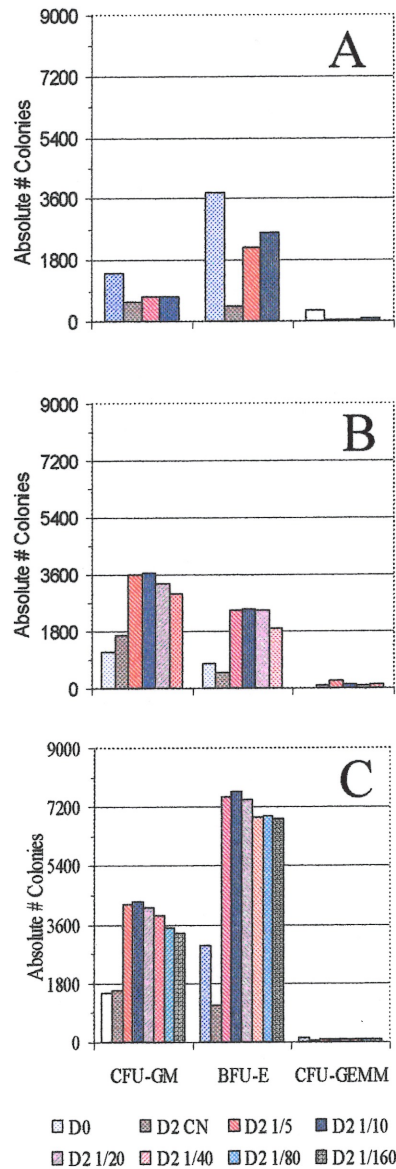 A
Absolute # Colonies
9000
7200
5400
3600
1800
0
B
Absolute # Colonies
9000
7200
5400
3600
1800
0
C
Absolute # Colonies
9000
7200
5400
3600
1800
0
CFU-GM BFU-E CFU-GEMM
D0 D2 CN D2 1/5 D2 1/10
D2 1/20 D2 1/40 D2 1/80 D2 1/160